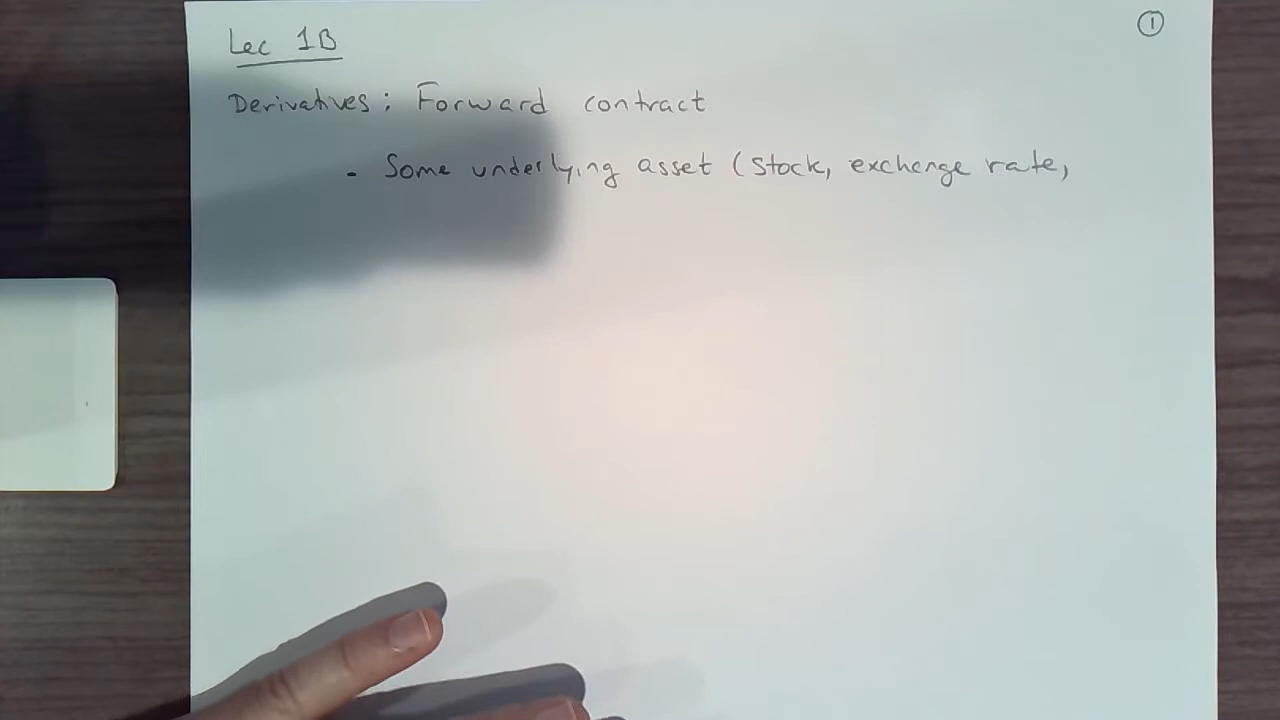 Lec 1B
①
Derivatives: Forward contract
- Some underlying asset (stock, exchange rate,